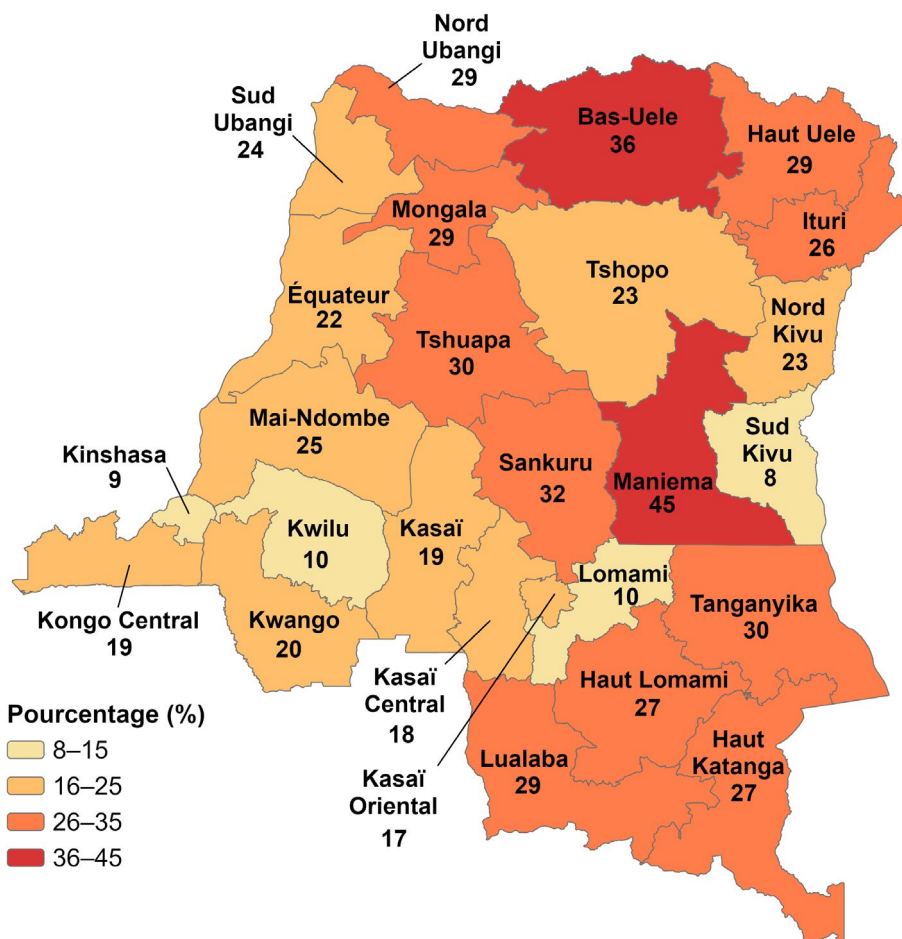 Nord
Ubangi
29
Sud
Ubangi
24
Bas-Uele
36
Haut Uele
29
Mongala
29
Ituri
26
Équateur
22
Tshopo
23
Nord
Kivu
23
Tshuapa
30
Mai-Ndombe
25
Kinshasa
9
Sankuru
32
Maniema
45
Sud
Kivu
8
Kwilu
10
Kasaï
19
Lomami
10
Kongo Central
19
Kwango
20
Tanganyika
30
Kasaï
Central
18
Haut Lomami
27
Lualaba
29
Haut
Katanga
27
Kasaï
Oriental
17
Pourcentage (%)
8–15
16–25
26–35
36–45